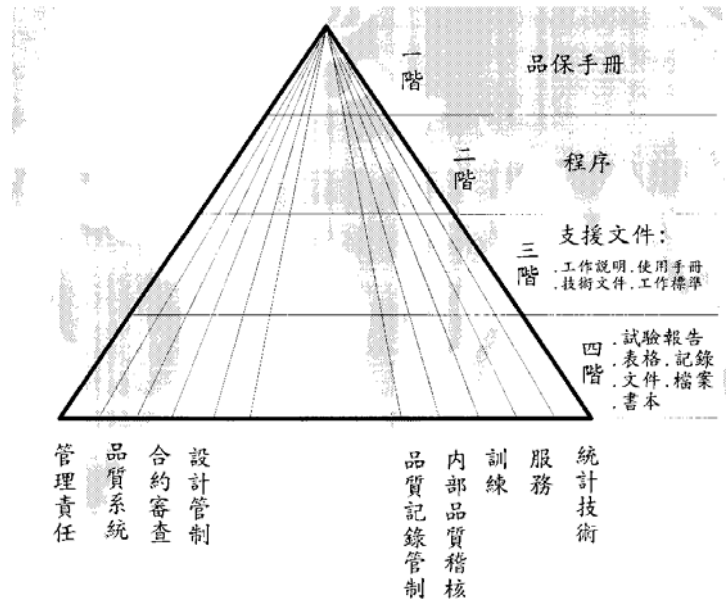 一階
品保手冊
二階
程序
三階
支援文件:
.工作説明.使用手冊
.技術文件.工作標準
四階
.試驗報告
.表格.記錄
.文件.檔案
.書本
管理責任
品質系統
合約審查
設計管制
品質記錄管制
內部品質稽核
訓練
服務
統計技術